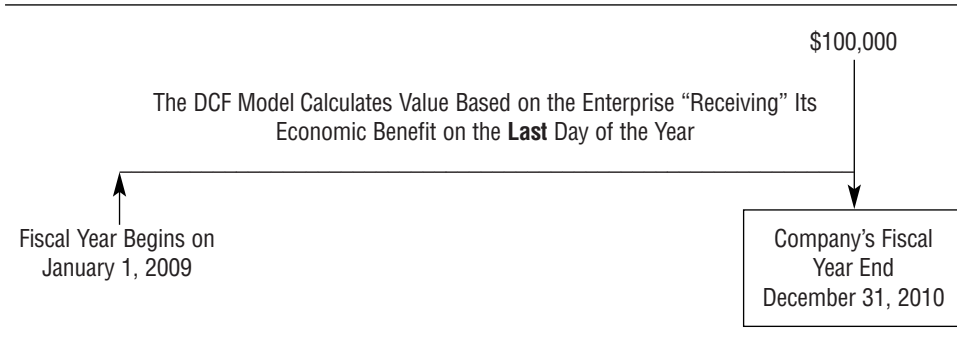 $100,000
The DCF Model Calculates Value Based on the Enterprise “Receiving” Its
Economic Benefit on the Last Day of the Year
Fiscal Year Begins on
January 1, 2009
Company’s Fiscal
Year End
December 31, 2010